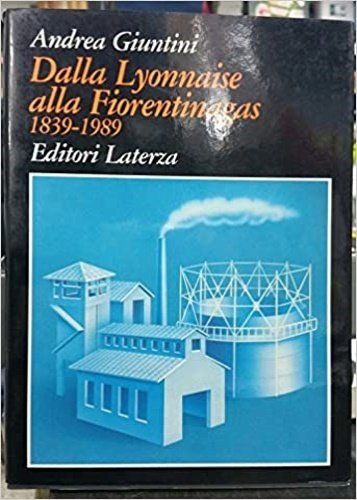 Andrea Giuntini
Dalla Lyonnaise
alla Fiorentinagas
1839-1989
Editori Laterza